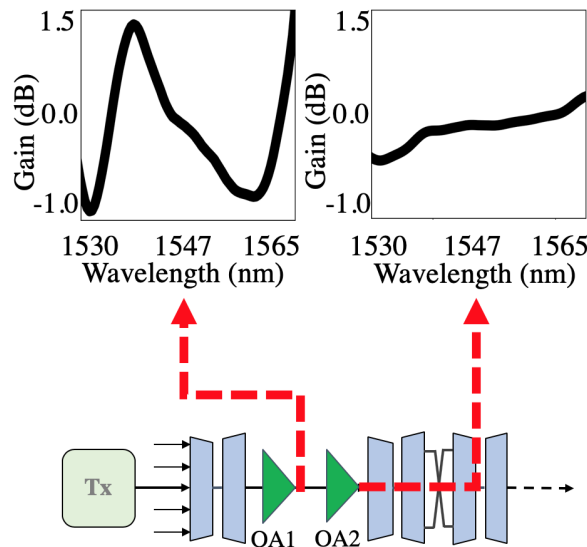 1.5
0.0
-1.0
Gain (dB)
1530 1547 1565
Wavelength (nm)
1.5
0.0
-1.0
Gain (dB)
1530 1547 1565
Wavelength (nm)
Tx
OA1
OA2